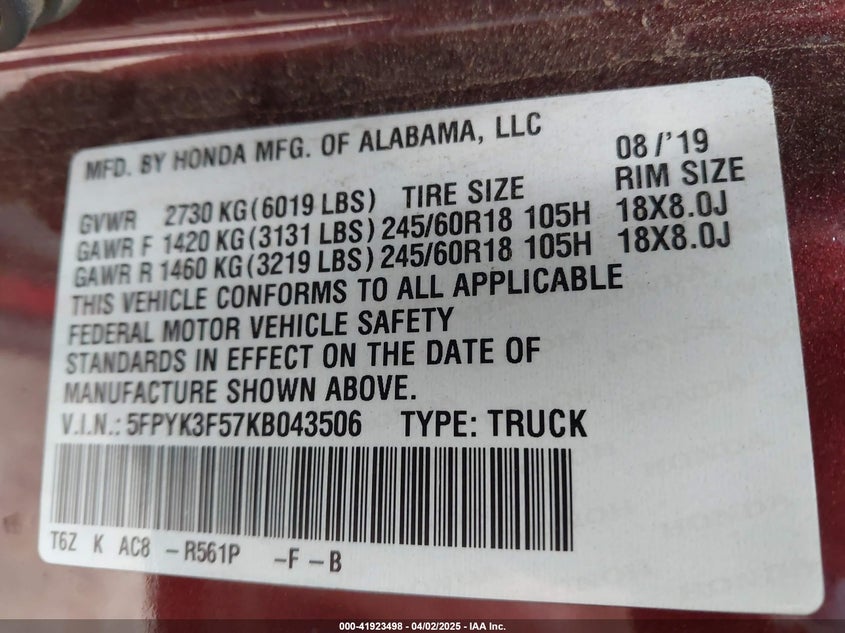 MFD. BY HONDA MFG. OF ALABAMA, LLC 08/'19
GVWR 2730 KG(6019 LBS) TIRE SIZE RIM SIZE
GAWR F 1420 KG(3131 LBS) 245/60R18 105H 18X8.0J
GAWR R 1460 KG(3219 LBS) 245/60R18 105H 18X8.0J
THIS VEHICLE CONFORMS TO ALL APPLICABLE
FEDERAL MOTOR VEHICLE SAFETY
STANDARDS IN EFFECT ON THE DATE OF
MANUFACTURE SHOWN ABOVE.
V.I.N.: 5FPYK3F57KB043506 TYPE: TRUCK
T6Z K AC8 -R561P -F-B
000-41923498 - 04/02/2025 - IAA Inc.